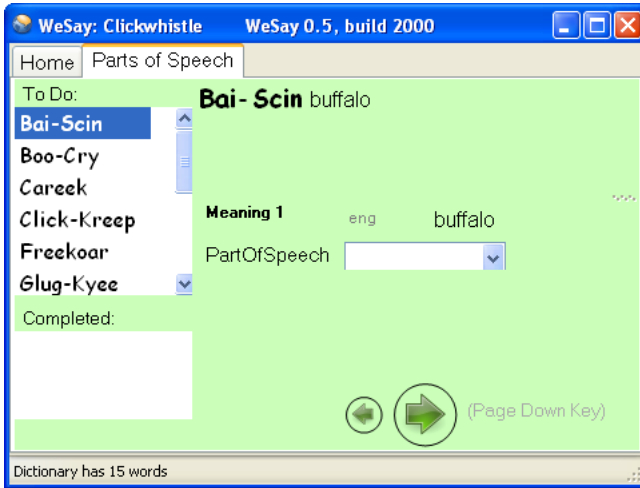 WeSay: Clickwhistle WeSay 0.5, build 2000
Home Parts of Speech
To Do:
Bai-Scin
Boo-Cry
Careek
Click-Kreep
Freekoar
Glug-Kyee
Completed:
Bai-Scin buffalo
Meaning 1 eng buffalo
PartOfSpeech
(Page Down Key)
Dictionary has 15 words